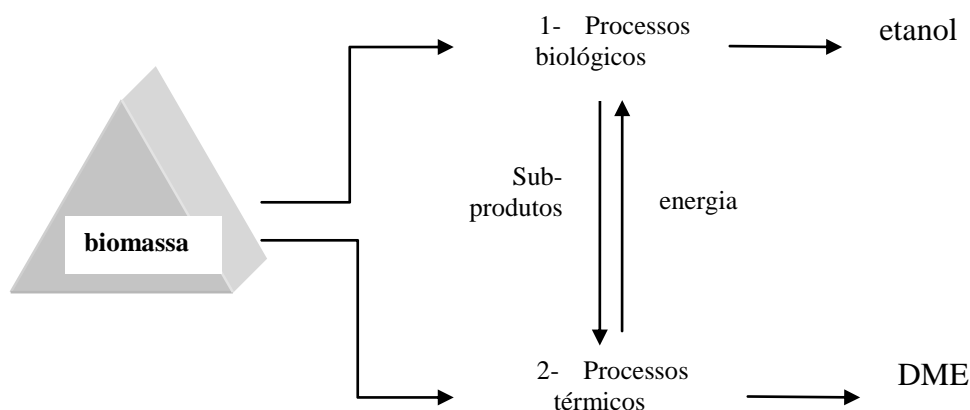 1- Processos
biológicos
etanol
Sub-
produtos
energia
biomassa
2- Processos
térmicos
DME